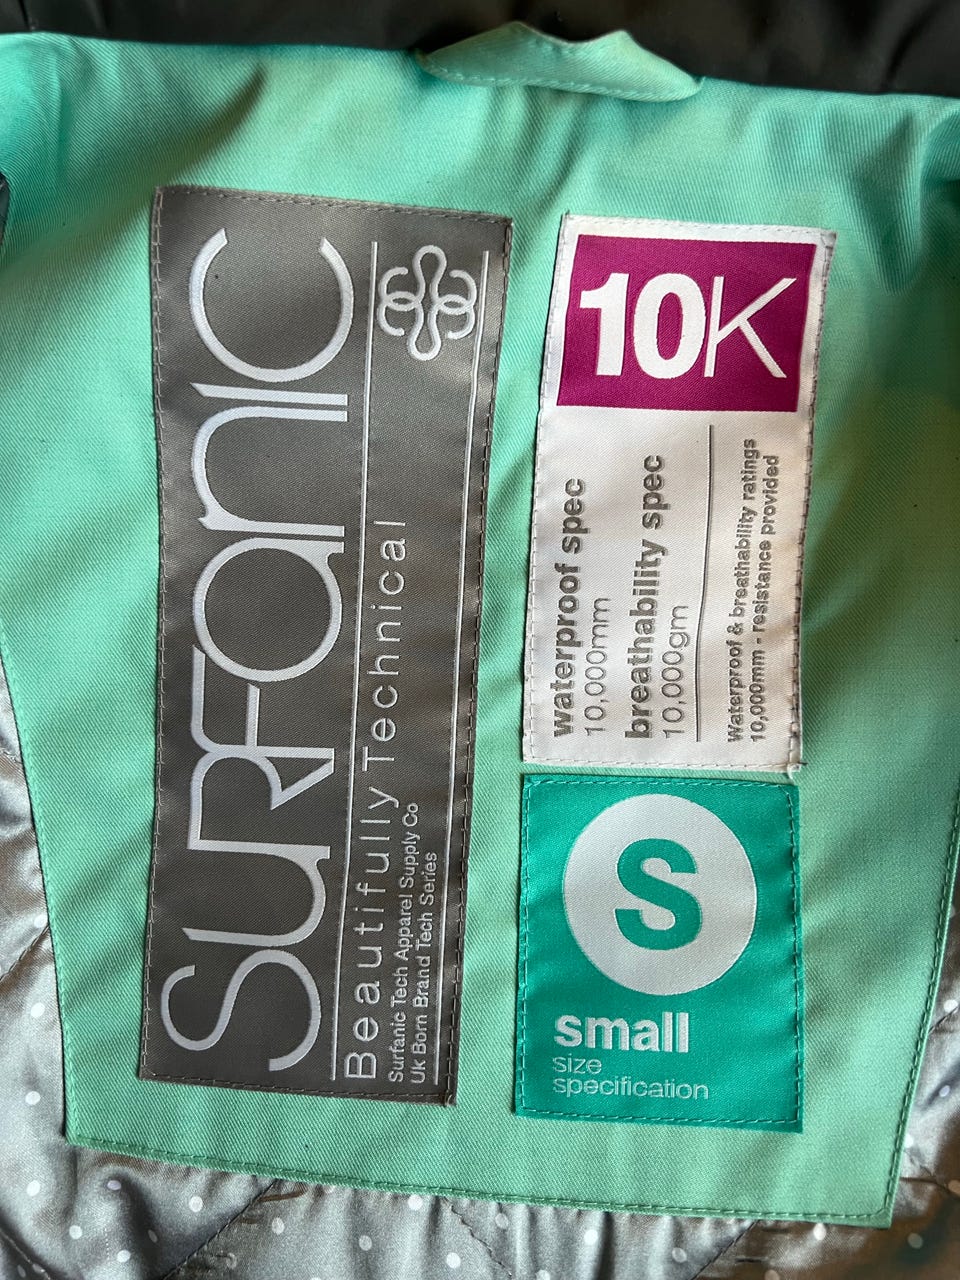 SURFANIC
Beautifully Technical
Surfanic Tech Apparel Supply Co
Uk Born Brand Tech Series
10K
waterproof spec
10,000mm
breathability spec
10,000gm
Waterproof & breathability ratings
10,000mm - resistance provided
S
small
size
specification